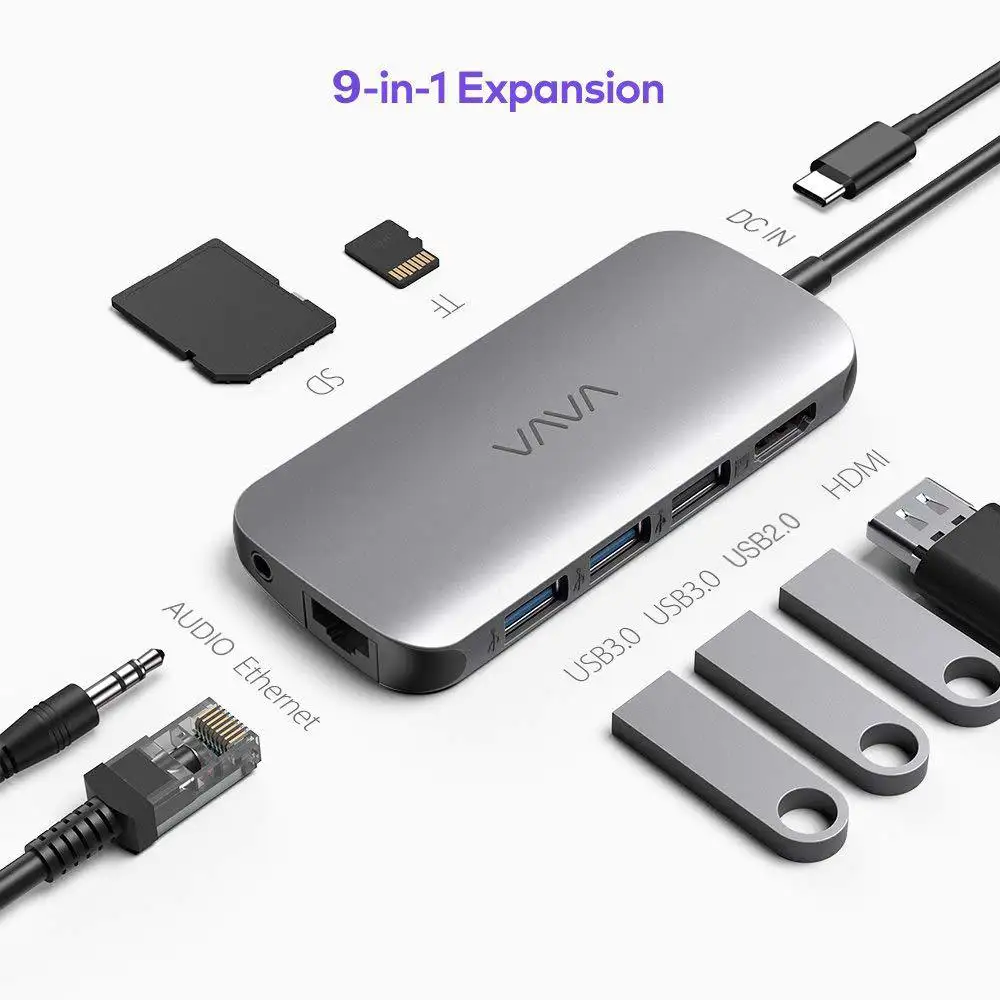 9-in-1 Expansion
DC IN
TF
SD
VAVA
HDMI
USB2.0
USB3.0
USB3.0
AUDIO
Ethernet